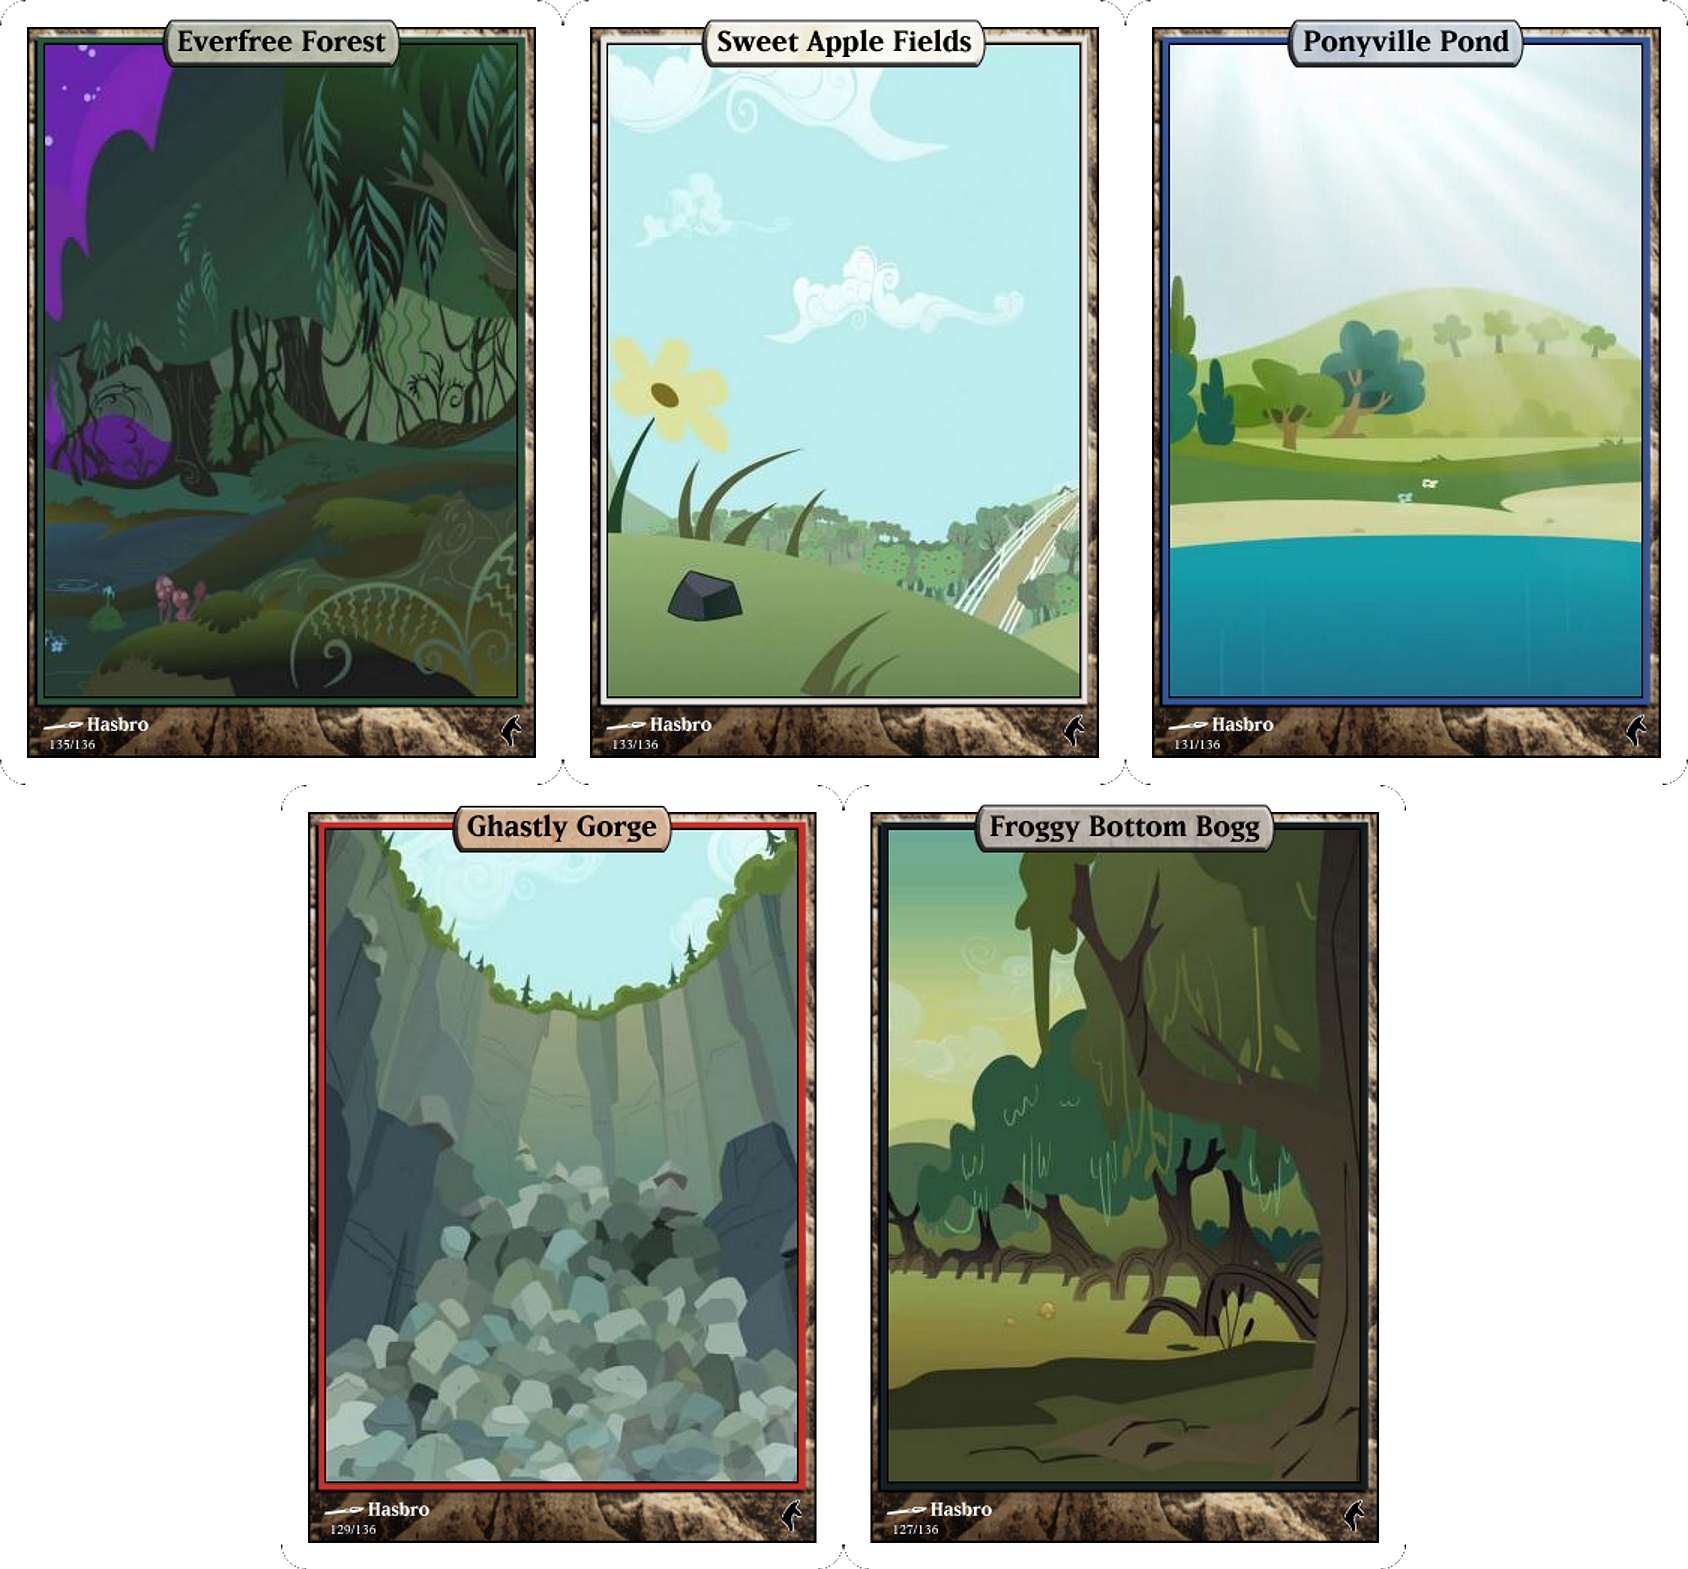 Everfree Forest
Hasbro
135/136
Sweet Apple Fields
Hasbro
133/136
Ponyville Pond
Hasbro
131/136
Ghastly Gorge
Hasbro
129/136
Froggy Bottom Bogg
Hasbro
127/136